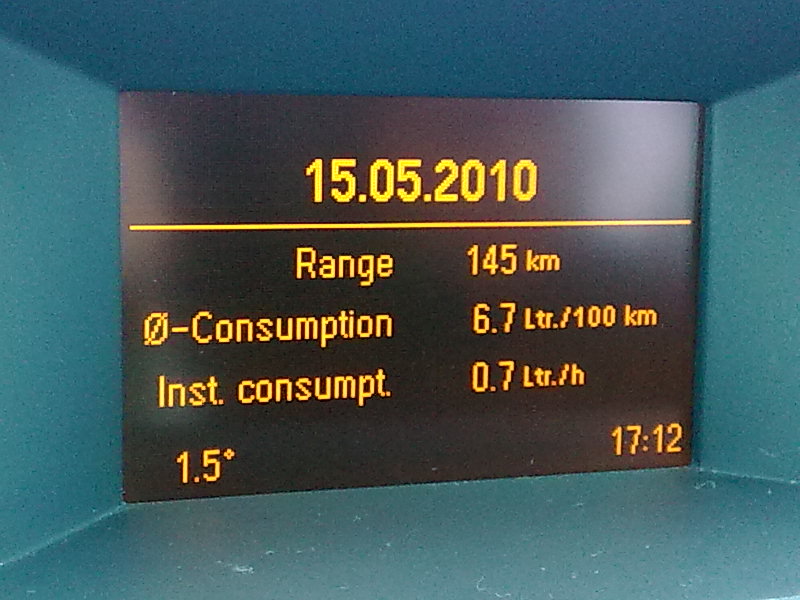 15.05.2010
Range 145 km
Ø-Consumption 6.7 Ltr./100 km
Inst. consumpt. 0.7 Ltr./h
1.5° 17:12